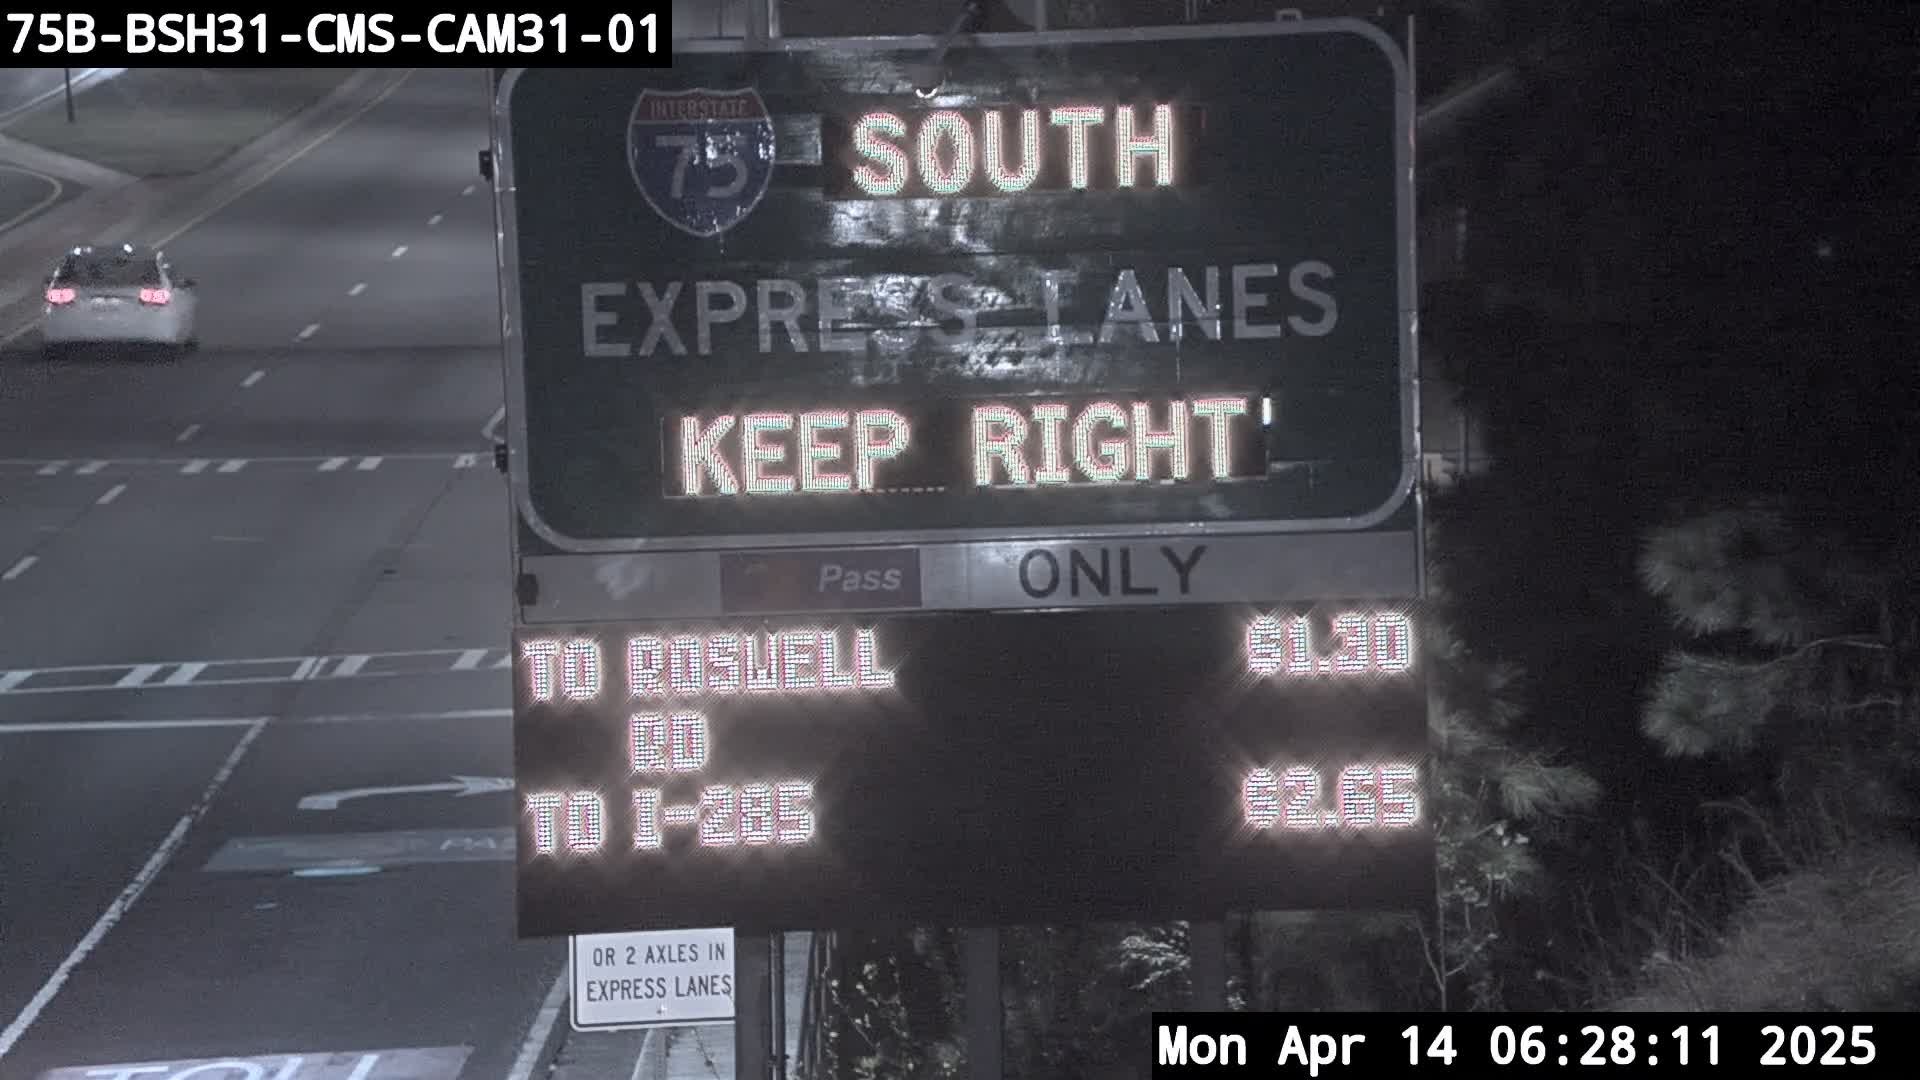 75B-BSH31-CMS-CAM31-01
INTERSTATE
75
SOUTH
EXPRESS LANES
KEEP RIGHT
Pass ONLY
TO ROSWELL $1.30
RD
TO I-285 $2.65
OR 2 AXLES IN
EXPRESS LANES
TOLL
Mon Apr 14 06:28:11 2025